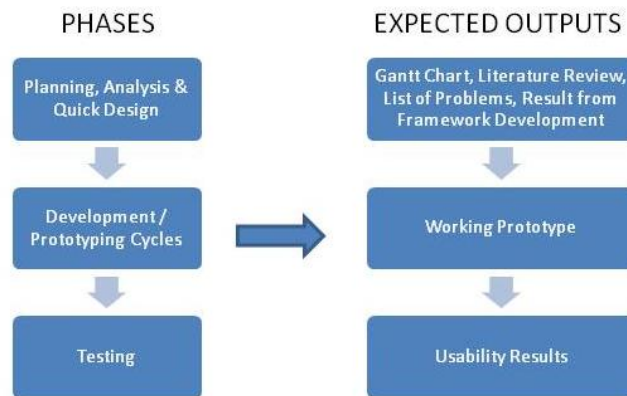 PHASES
Planning, Analysis &
Quick Design
Development /
Prototyping Cycles
Testing
EXPECTED OUTPUTS
Gantt Chart, Literature Review,
List of Problems, Result from
Framework Development
Working Prototype
Usability Results